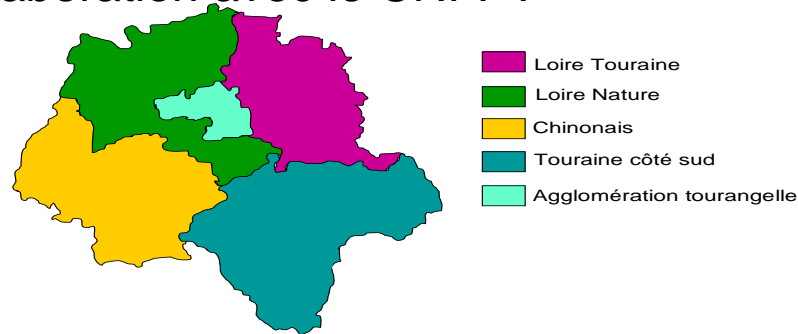 Loire Touraine
Loire Nature
Chinonais
Touraine côté sud
Agglomération tourangelle